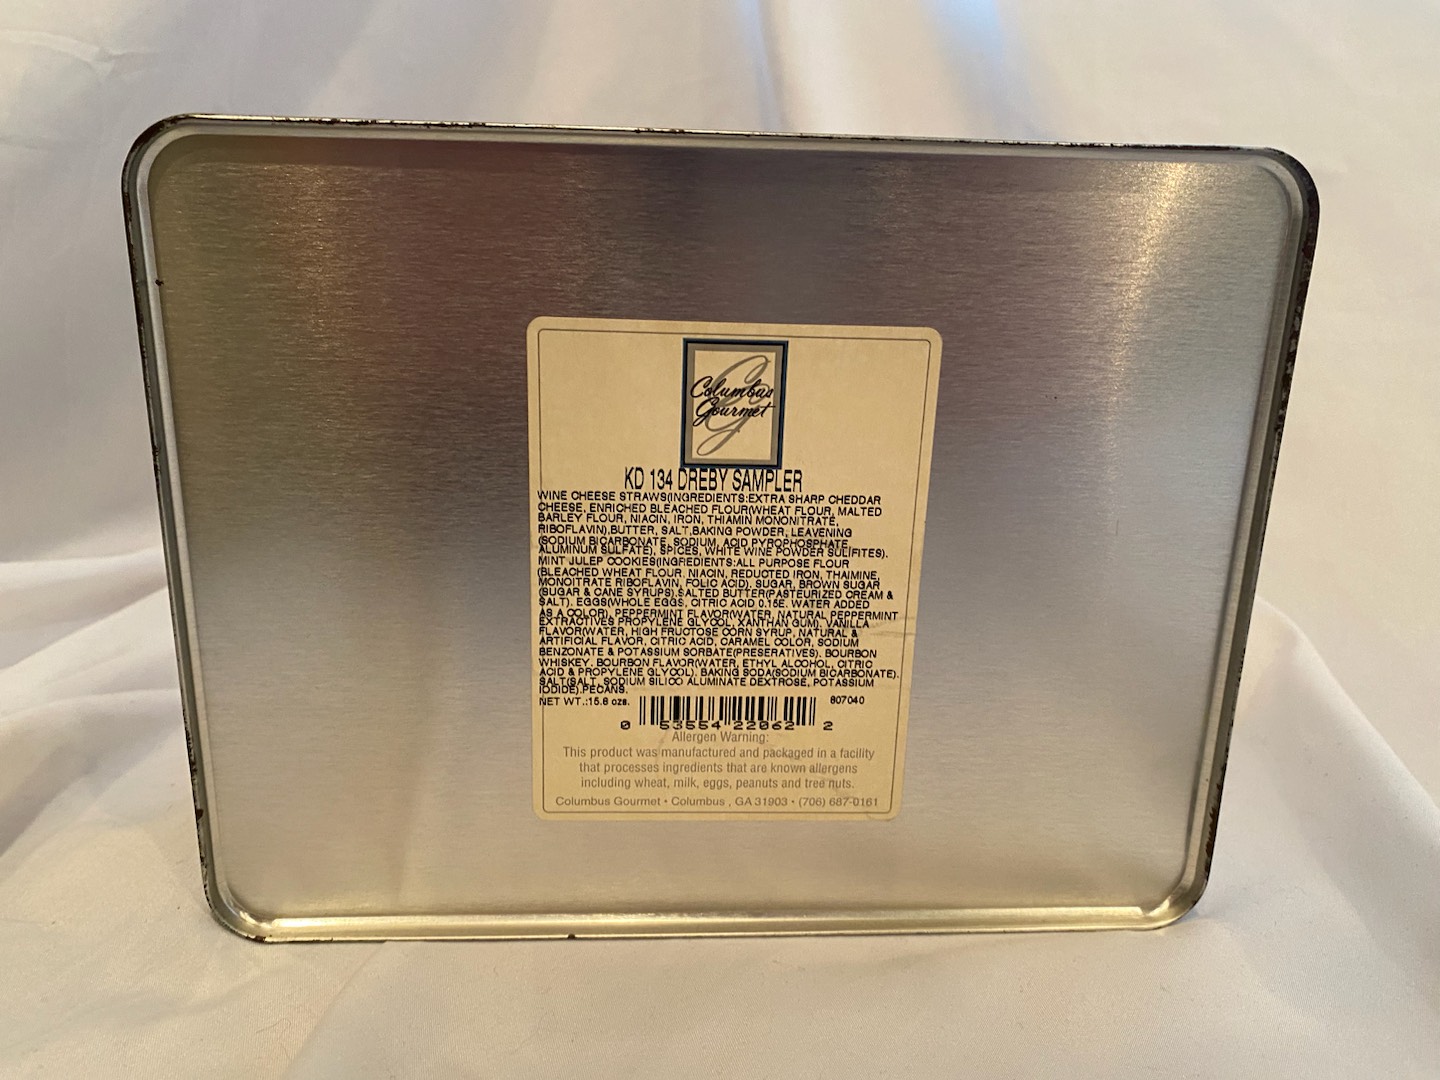 Columbus
Gourmet
KD 134 DREBY SAMPLER
WINE CHEESE STRAWS(INGREDIENTS:EXTRA SHARP CHEDDAR
CHEESE, ENRICHED BLEACHED FLOUR(WHEAT FLOUR, MALTED
BARLEY FLOUR, NIACIN, IRON, THIAMIN MONONITRATE,
RIBOFLAVIN),BUTTER, SALT,BAKING POWDER, LEAVENING
(SODIUM BICARBONATE, SODIUM, ACID PYROPHOSPHATE,
ALUMINUM SULFATE), SPICES, WHITE WINE POWDER SULIFITES).
MINT JULEP COOKIES(INGREDIENTS:ALL PURPOSE FLOUR
(BLEACHED WHEAT FLOUR, NIACIN, REDUCTED IRON, THAIMINE,
MONOITRATE RIBOFLAVIN, FOLIC ACID). SUGAR, BROWN SUGAR
(SUGAR & CANE SYRUPS).SALTED BUTTER(PASTEURIZED CREAM &
SALT). EGGS(WHOLE EGGS, CITRIC ACID 0.15E. WATER ADDED
AS A COLOR), PEPPERMINT FLAVOR(WATER, NATURAL PEPPERMINT
EXTRACTIVES PROPYLENE GLYCOL, XANTHAN GUM). VANILLA
FLAVOR(WATER, HIGH FRUCTOSE CORN SYRUP, NATURAL &
ARTIFICIAL FLAVOR, CITRIC ACID, CARAMEL COLOR, SODIUM
BENZONATE & POTASSIUM SORBATE(PRESERATIVES). BOURBON
WHISKEY. BOURBON FLAVOR(WATER, ETHYL ALCOHOL, CITRIC
ACID & PROPYLENE GLYCOL). BAKING SODA(SODIUM BICARBONATE).
SALT(SALT, SODIUM SILICO ALUMINATE DEXTROSE, POTASSIUM
IODIDE).PECANS.
NET WT.:15.8 ozs. 807040
0 53554 22062 2
Allergen Warning:
This product was manufactured and packaged in a facility
that processes ingredients that are known allergens
including wheat, milk, eggs, peanuts and tree nuts.
Columbus Gourmet • Columbus , GA 31903 • (706) 687-0161